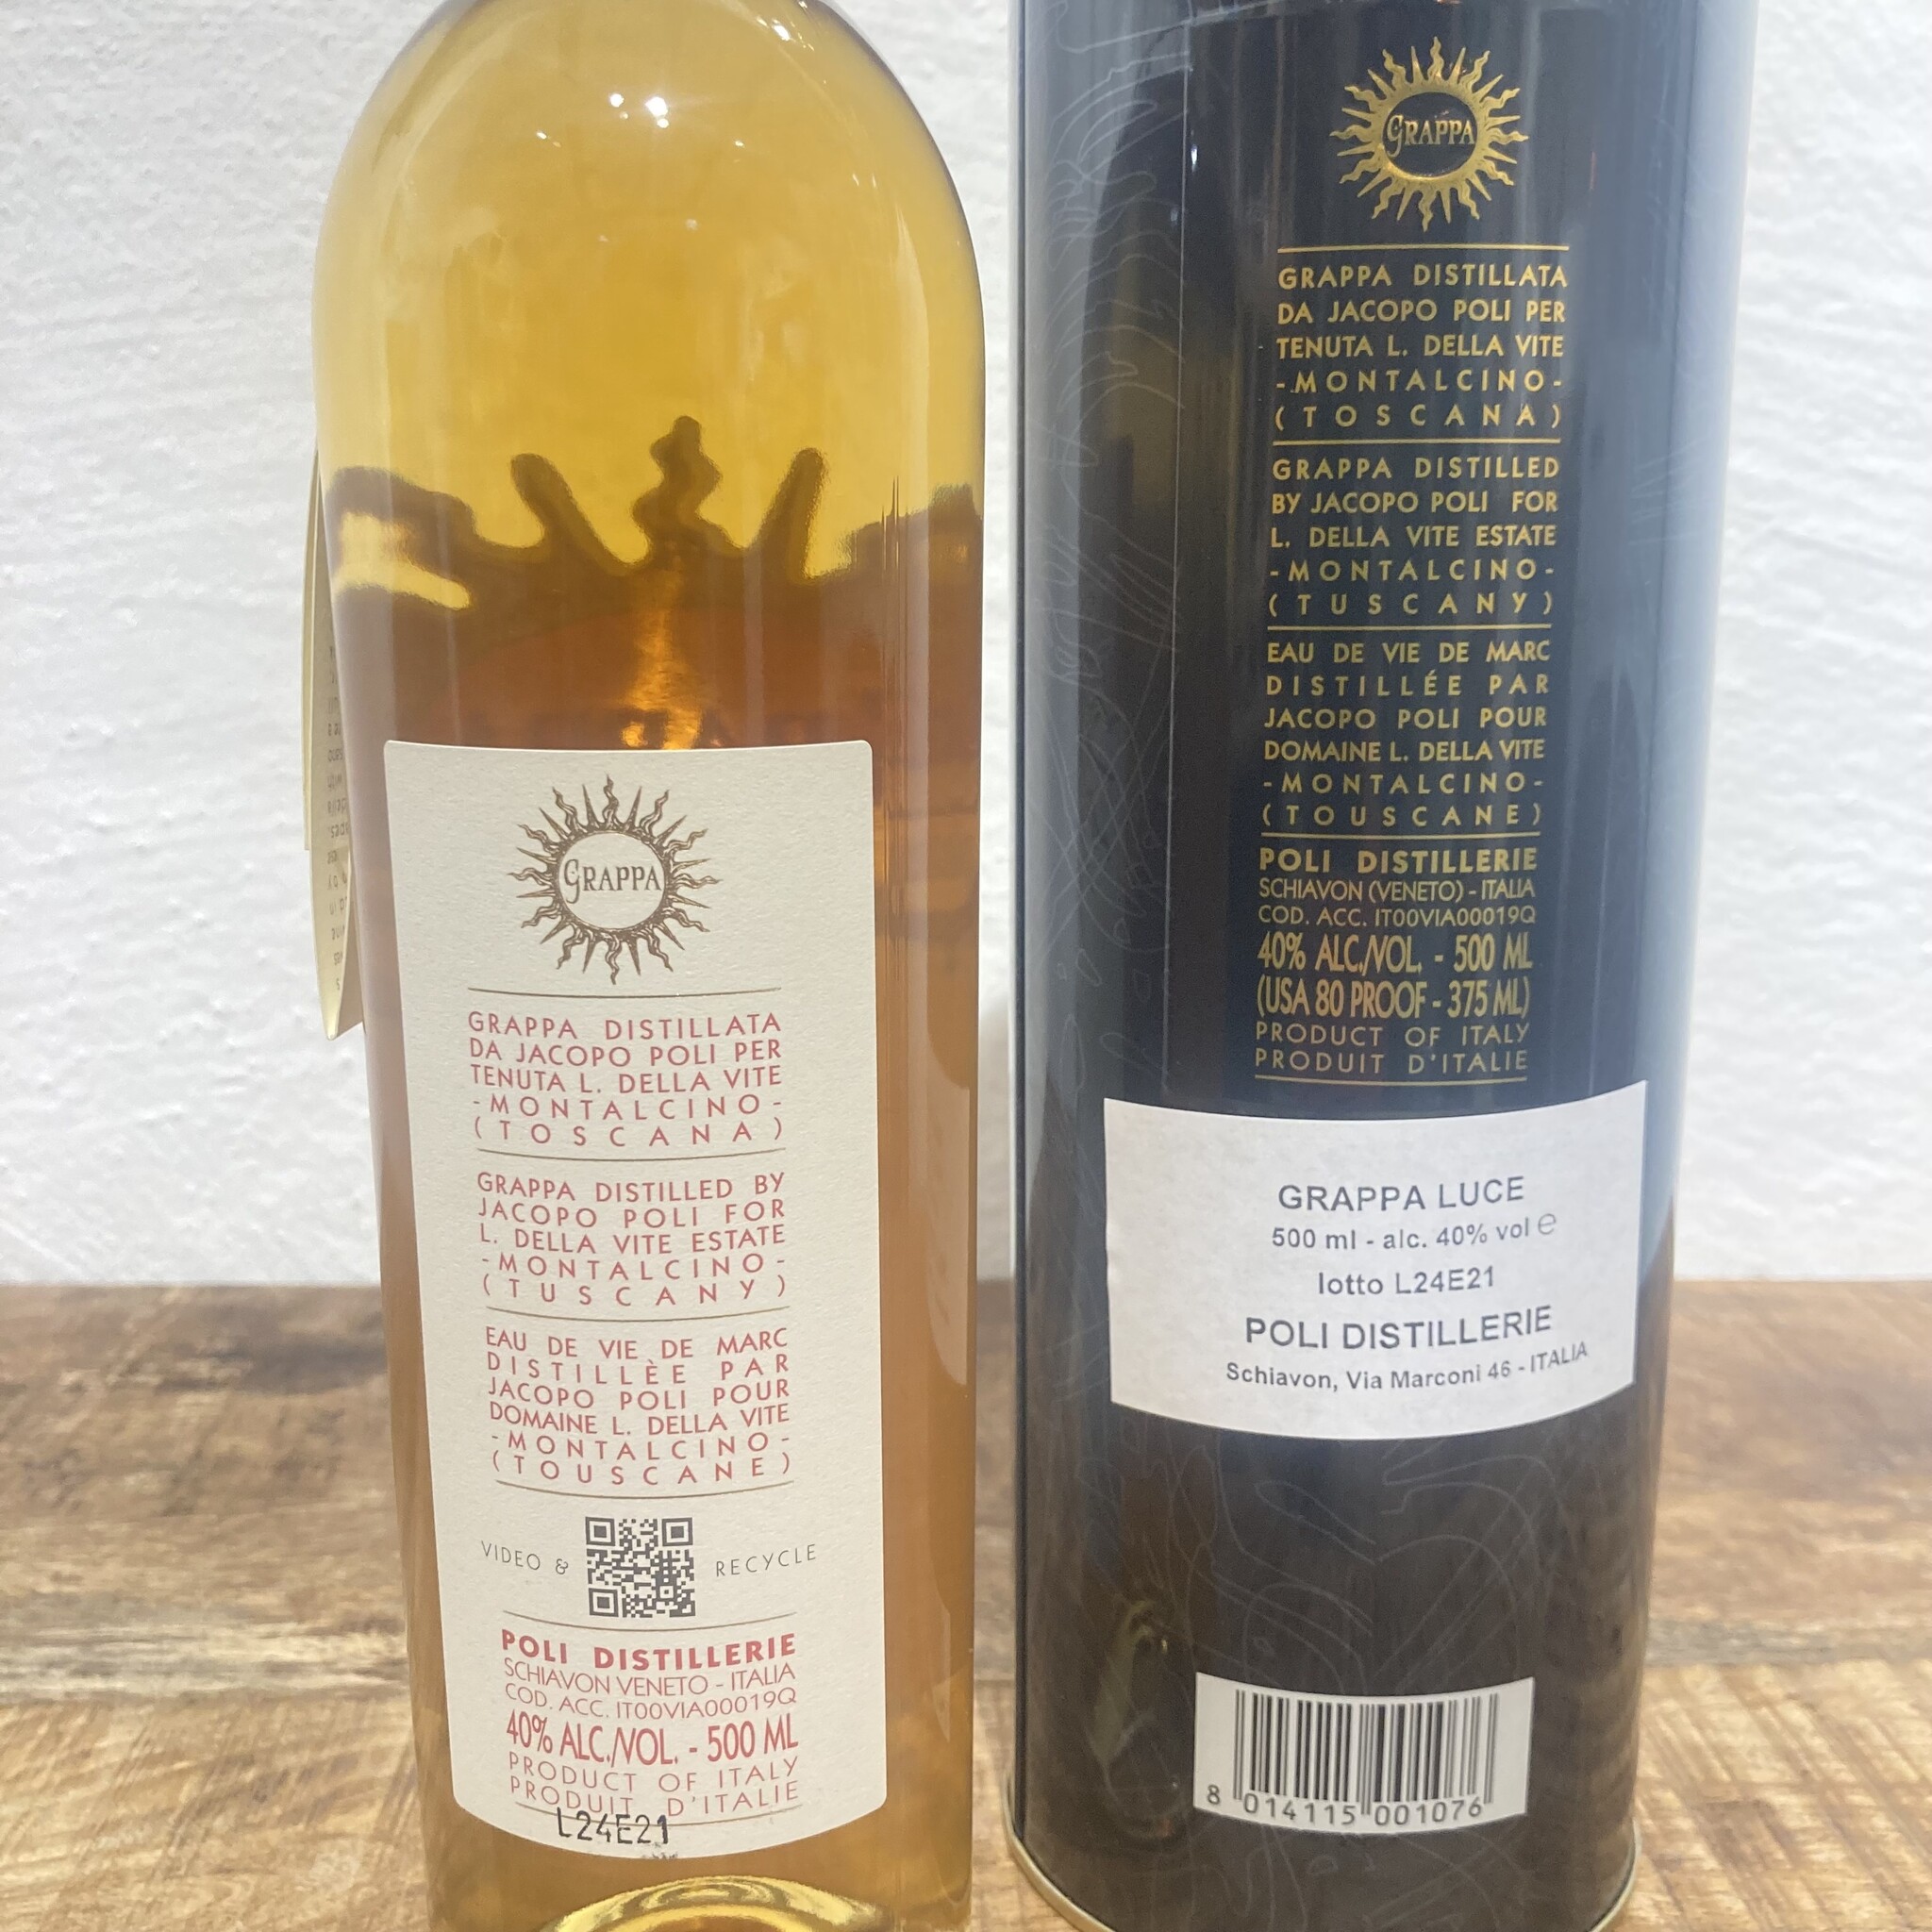 GRAPPA
GRAPPA DISTILLATA
DA JACOPO POLI PER
TENUTA L. DELLA VITE
-MONTALCINO-
(TOSCANA)
GRAPPA DISTILLED BY
JACOPO POLI FOR
L. DELLA VITE ESTATE
-MONTALCINO-
(TUSCANY)
EAU DE VIE DE MARC
DISTILLÈE PAR
JACOPO POLI POUR
DOMAINE L. DELLA VITE
-MONTALCINO-
(TOUSCANE)
VIDEO & RECYCLE
POLI DISTILLERIE
SCHIAVON VENETO - ITALIA
COD. ACC. IT00VIA00019Q
40% ALC./VOL. - 500 ML
PRODUCT OF ITALY
PRODUIT D'ITALIE
L24E21
GRAPPA
GRAPPA DISTILLATA
DA JACOPO POLI PER
TENUTA L. DELLA VITE
-MONTALCINO-
(TOSCANA)
GRAPPA DISTILLED
BY JACOPO POLI FOR
L. DELLA VITE ESTATE
-MONTALCINO-
(TUSCANY)
EAU DE VIE DE MARC
DISTILLÉE PAR
JACOPO POLI POUR
DOMAINE L. DELLA VITE
-MONTALCINO-
(TOUSCANE)
POLI DISTILLERIE
SCHIAVON (VENETO) - ITALIA
COD. ACC. IT00VIA00019Q
40% ALC./VOL. - 500 ML
(USA 80 PROOF - 375 ML)
PRODUCT OF ITALY
PRODUIT D'ITALIE
GRAPPA LUCE
500 ml - alc. 40% vol e
lotto L24E21
POLI DISTILLERIE
Schiavon, Via Marconi 46 - ITALIA
8 014115 001076